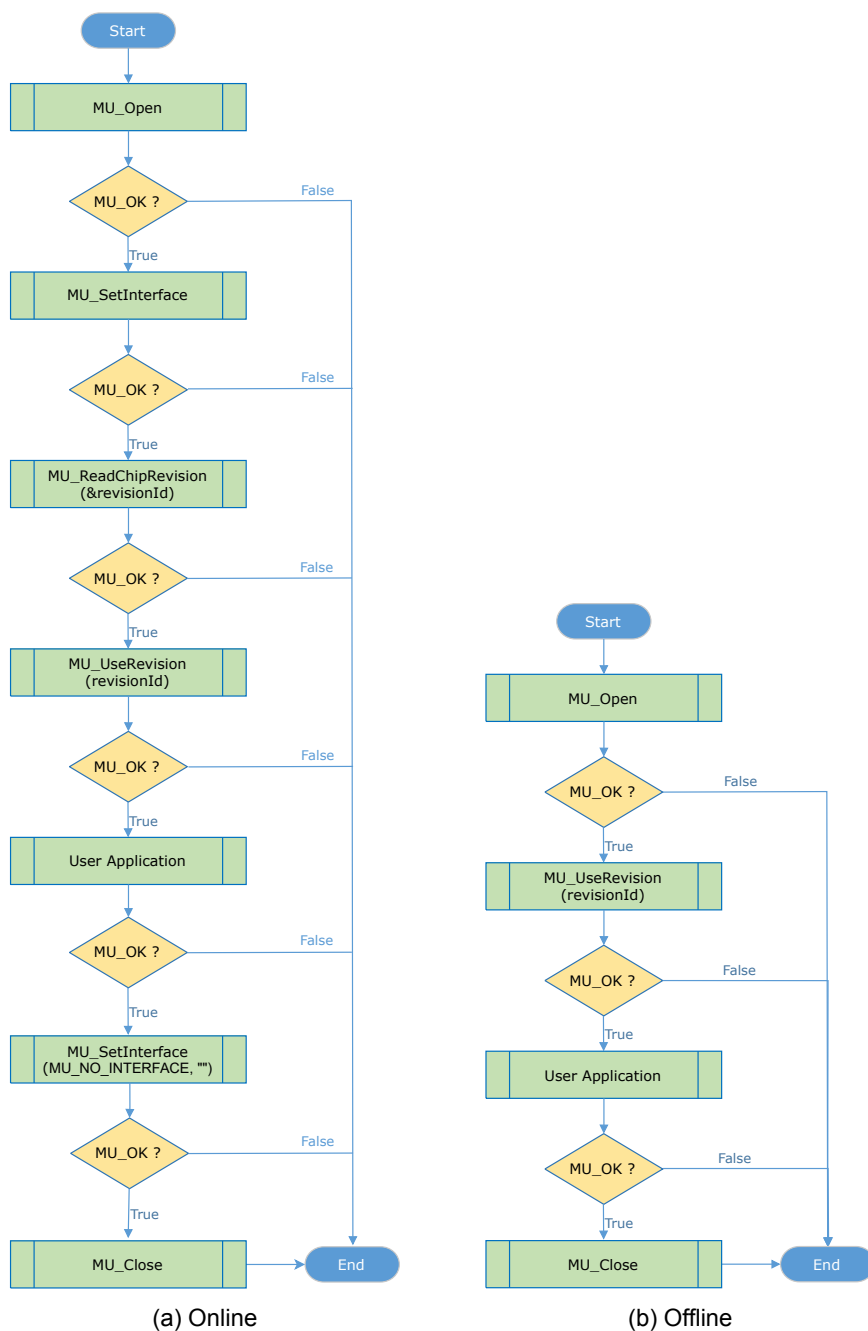 Start
MU_Open
MU_OK ?
False
True
MU_SetInterface
MU_OK ?
False
True
MU_ReadChipRevision
(&revisionId)
MU_OK ?
False
True
MU_UseRevision
(revisionId)
MU_OK ?
False
True
User Application
MU_OK ?
False
True
MU_SetInterface
(MU_NO_INTERFACE, "")
MU_OK ?
False
True
MU_Close
End
(a) Online
Start
MU_Open
MU_OK ?
False
True
MU_UseRevision
(revisionId)
MU_OK ?
False
True
User Application
MU_OK ?
False
True
MU_Close
End
(b) Offline